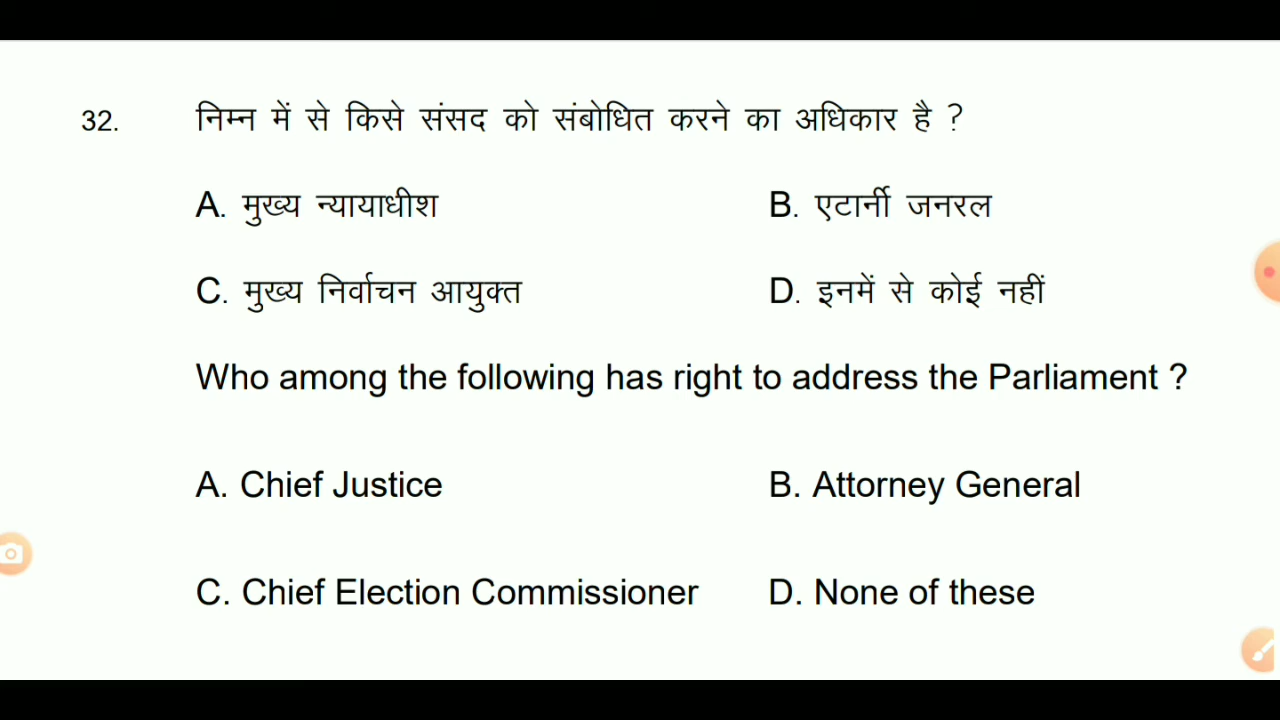 32. निम्न में से किसे संसद को संबोधित करने का अधिकार है ?
A. मुख्य न्यायाधीश B. एटार्नी जनरल
C. मुख्य निर्वाचन आयुक्त D. इनमें से कोई नहीं
Who among the following has right to address the Parliament ?
A. Chief Justice B. Attorney General
C. Chief Election Commissioner D. None of these